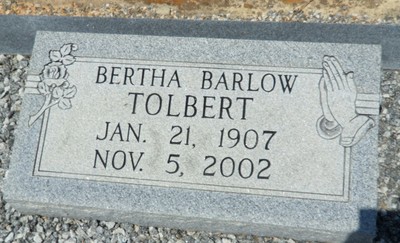 BERTHA BARLOW
TOLBERT
JAN. 21, 1907
NOV. 5, 2002